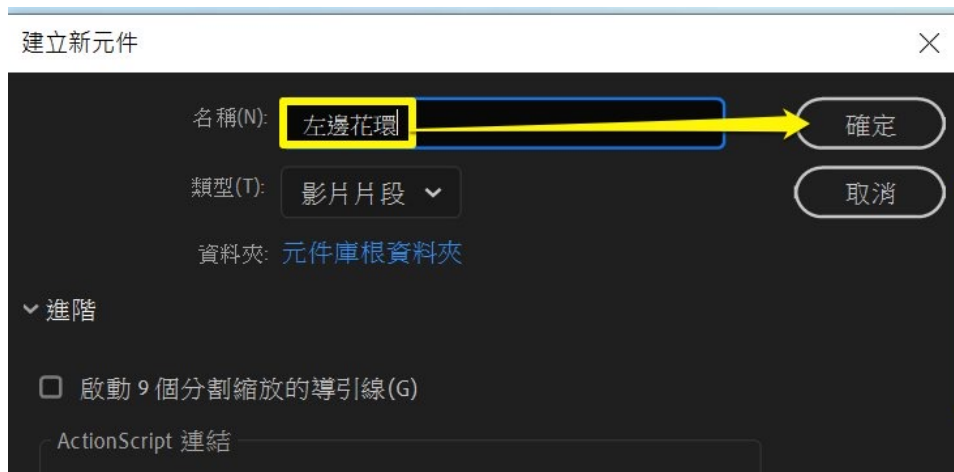 建立新元件
名稱(N): 左邊花環 確定
類型(T): 影片片段 取消
資料夾: 元件庫根資料夾
進階
啟動 9 個分割縮放的導引線(G)
ActionScript 連結